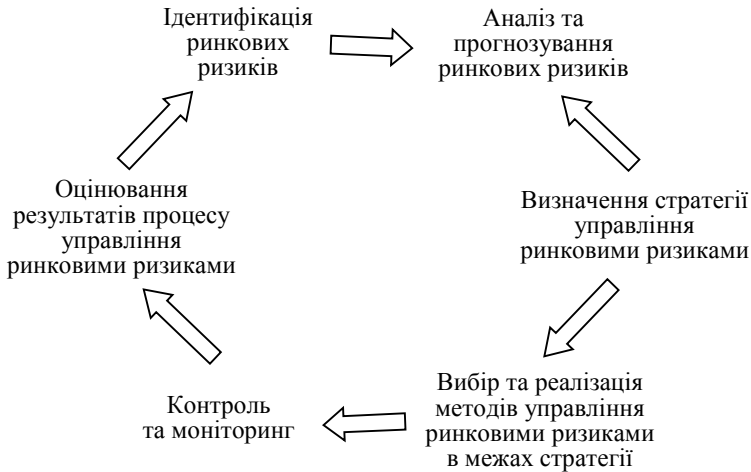 Ідентифікація
ринкових
ризиків
Аналіз та
прогнозування
ринкових ризиків
Оцінювання
результатів процесу
управління
ринковими ризиками
Визначення стратегії
управління
ринковими ризиками
Контроль
та моніторинг
Вибір та реалізація
методів управління
ринковими ризиками
в межах стратегії